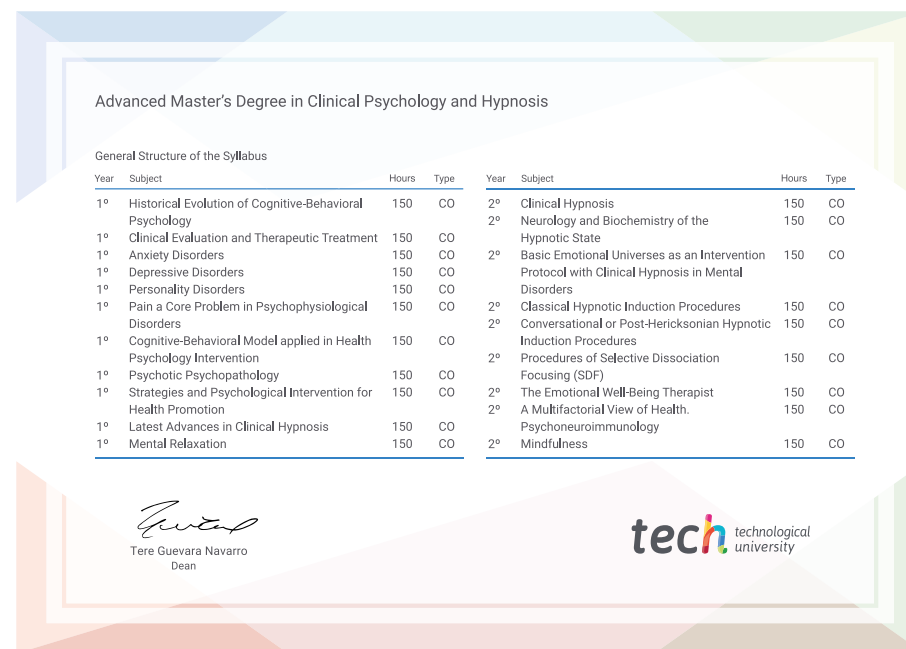 Advanced Master's Degree in Clinical Psychology and Hypnosis
General Structure of the Syllabus
Year Subject Hours Type
1º Historical Evolution of Cognitive-Behavioral 150 CO
Psychology
1º Clinical Evaluation and Therapeutic Treatment 150 CO
1º Anxiety Disorders 150 CO
1º Depressive Disorders 150 CO
1º Personality Disorders 150 CO
1º Pain a Core Problem in Psychophysiological 150 CO
Disorders
1º Cognitive-Behavioral Model applied in Health 150 CO
Psychology Intervention
1º Psychotic Psychopathology 150 CO
1º Strategies and Psychological Intervention for 150 CO
Health Promotion
1º Latest Advances in Clinical Hypnosis 150 CO
1º Mental Relaxation 150 CO
Year Subject Hours Type
2º Clinical Hypnosis 150 CO
2º Neurology and Biochemistry of the 150 CO
Hypnotic State
2º Basic Emotional Universes as an Intervention 150 CO
Protocol with Clinical Hypnosis in Mental
Disorders
2º Classical Hypnotic Induction Procedures 150 CO
2º Conversational or Post-Hericksonian Hypnotic 150 CO
Induction Procedures
2º Procedures of Selective Dissociation 150 CO
Focusing (SDF)
2º The Emotional Well-Being Therapist 150 CO
2º A Multifactorial View of Health. 150 CO
Psychoneuroimmunology
2º Mindfulness 150 CO
Tere Guevara Navarro
Dean
tech technological
university